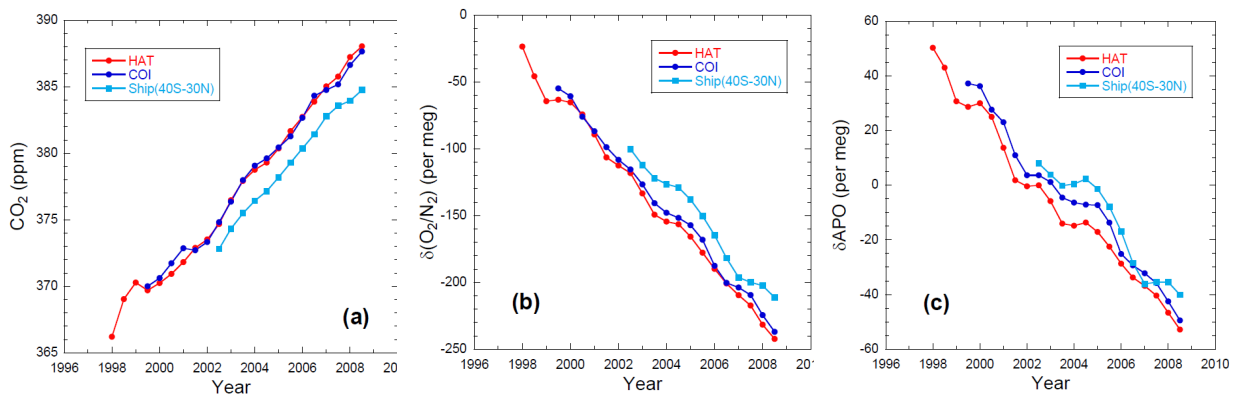 390
385
380
375
370
365
CO2 (ppm)
HAT
COI
Ship(40S-30N)
(a)
1996 1998 2000 2002 2004 2006 2008
Year
-0
-50
-100
-150
-200
-250
δ(O2/N2) (per meg)
HAT
COI
Ship(40S-30N)
(b)
1996 1998 2000 2002 2004 2006 2008
Year
60
40
20
0
-20
-40
-60
δAPO (per meg)
HAT
COI
Ship(40S-30N)
(c)
1996 1998 2000 2002 2004 2006 2008 2010
Year